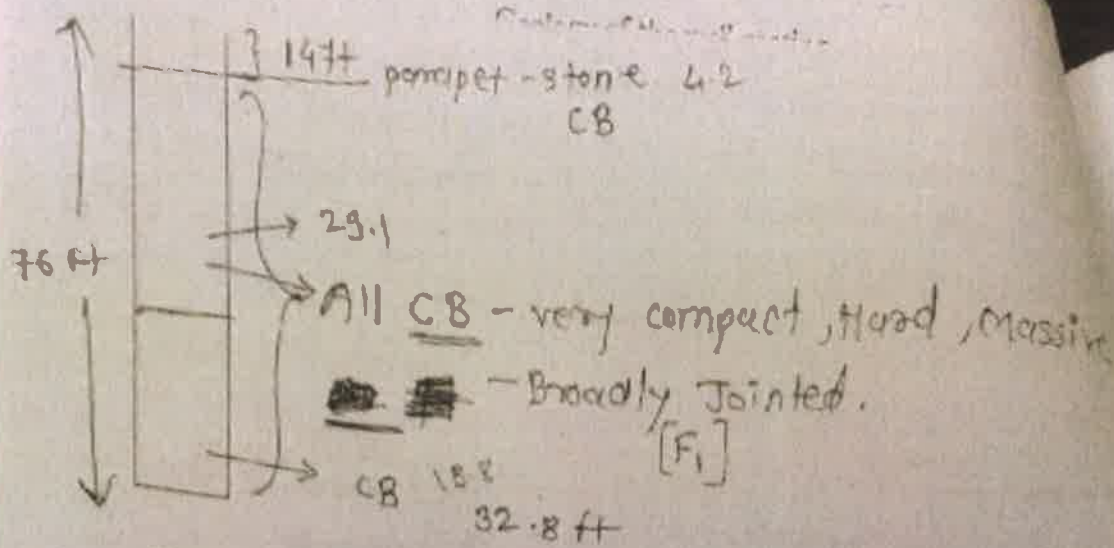 14ft parapet-stone 4.2
CB
29.1
76 ft
All CB - very compact, Hard, Massive
- Broadly Jointed.
[F1]
CB 18.8
32.8 ft